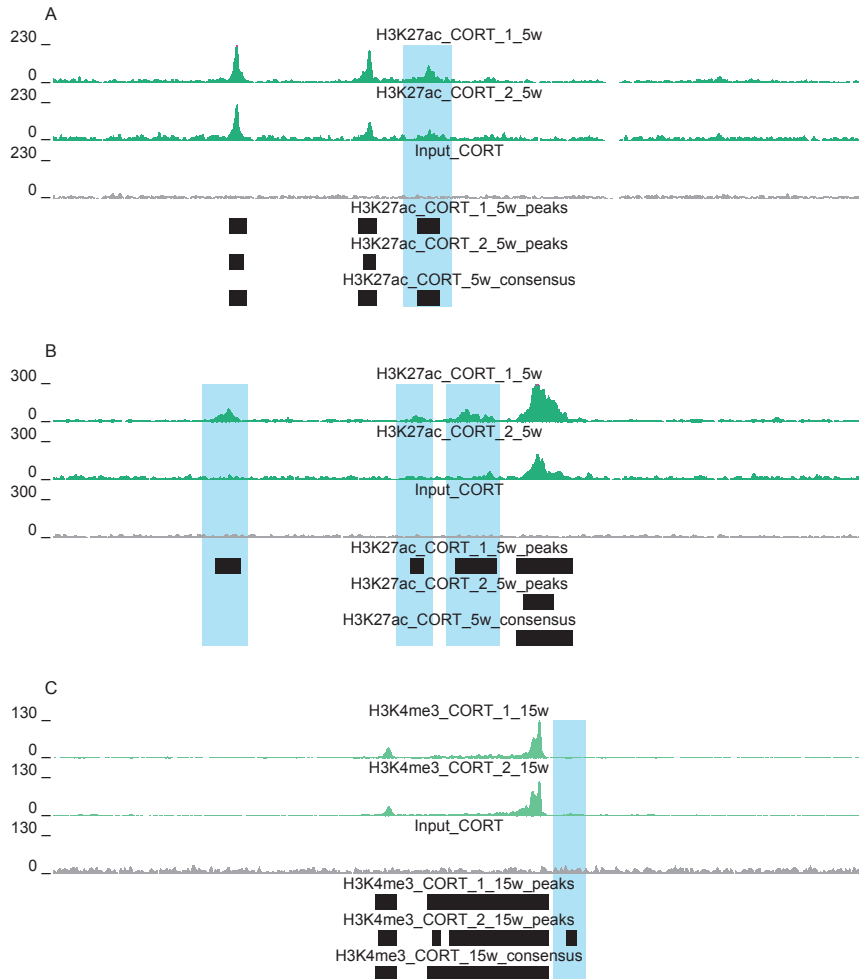 A
H3K27ac_CORT_1_5w
230
0
H3K27ac_CORT_2_5w
230
0
Input_CORT
230
0
H3K27ac_CORT_1_5w_peaks
H3K27ac_CORT_2_5w_peaks
H3K27ac_CORT_5w_consensus
B
H3K27ac_CORT_1_5w
300
0
H3K27ac_CORT_2_5w
300
0
Input_CORT
300
0
H3K27ac_CORT_1_5w_peaks
H3K27ac_CORT_2_5w_peaks
H3K27ac_CORT_5w_consensus
C
H3K4me3_CORT_1_15w
130
0
H3K4me3_CORT_2_15w
130
0
Input_CORT
130
0
H3K4me3_CORT_1_15w_peaks
H3K4me3_CORT_2_15w_peaks
H3K4me3_CORT_15w_consensus